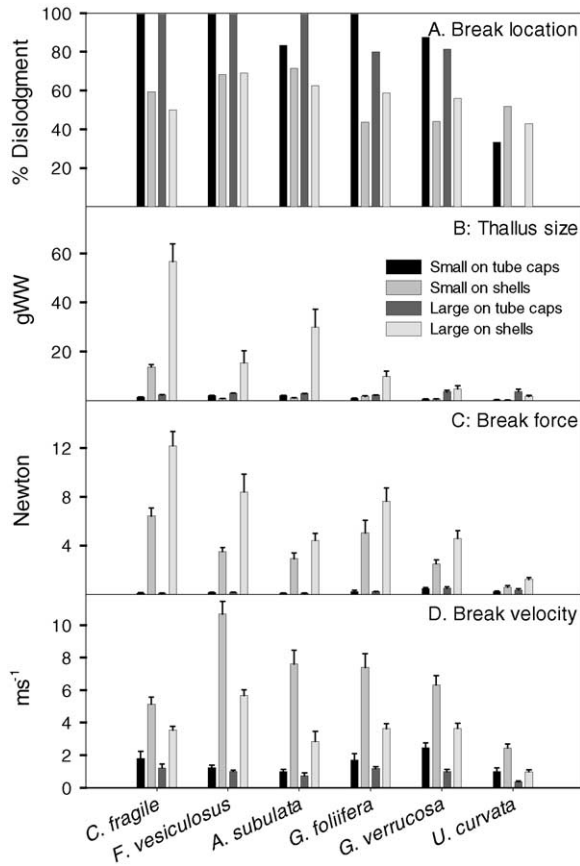 A. Break location
% Dislodgment
100
80
60
40
20
B: Thallus size
gWW
60
40
20
Small on tube caps
Small on shells
Large on tube caps
Large on shells
C: Break force
Newton
12
8
4
D. Break velocity
ms⁻¹
10
8
6
4
2
0
C. fragile
F. vesiculosus
A. subulata
G. foliifera
G. verrucosa
U. curvata